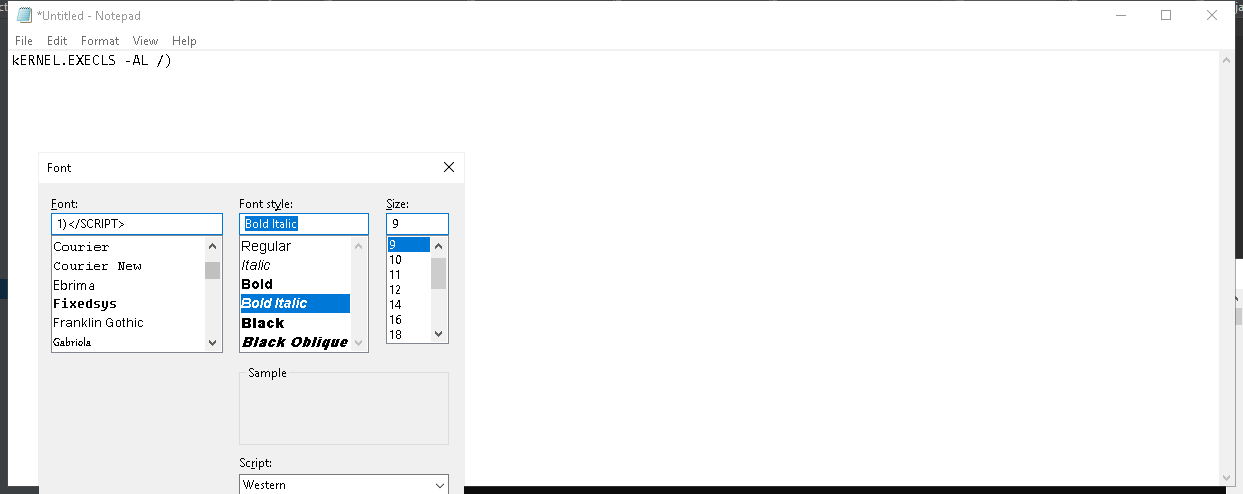 *Untitled - Notepad
File Edit Format View Help
kERNEL.EXECLS -AL /)
Font
Font: Font style: Size:
1)</SCRIPT> Bold Italic 9
Courier Regular 9
Courier New Italic 10
Ebrima Bold 11
Fixedsys Bold Italic 12
Franklin Gothic Black 14
Gabriola Black Oblique 16
18
Sample
Script:
Western